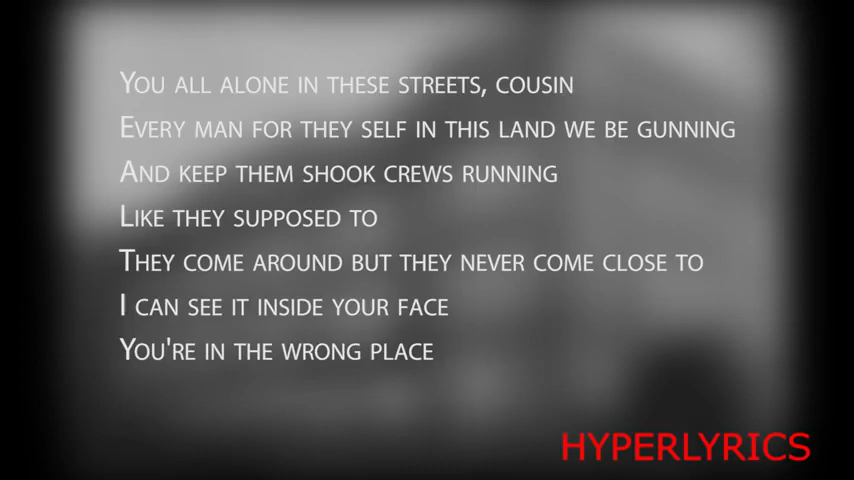 You all alone in these streets, cousin
Every man for they self in this land we be gunning
And keep them shook crews running
Like they supposed to
They come around but they never come close to
I can see it inside your face
You're in the wrong place
HYPERLYRICS